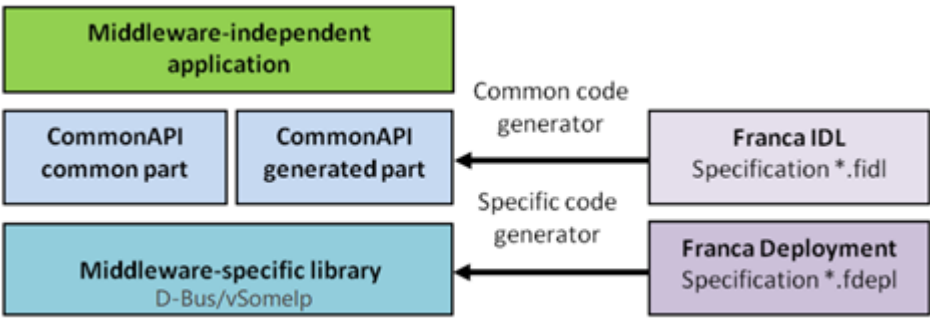 Middleware-independent
application
Common code
generator
CommonAPI
common part
CommonAPI
generated part
Franca IDL
Specification *.fidl
Specific code
generator
Middleware-specific library
D-Bus/vSomeIp
Franca Deployment
Specification *.fdepl